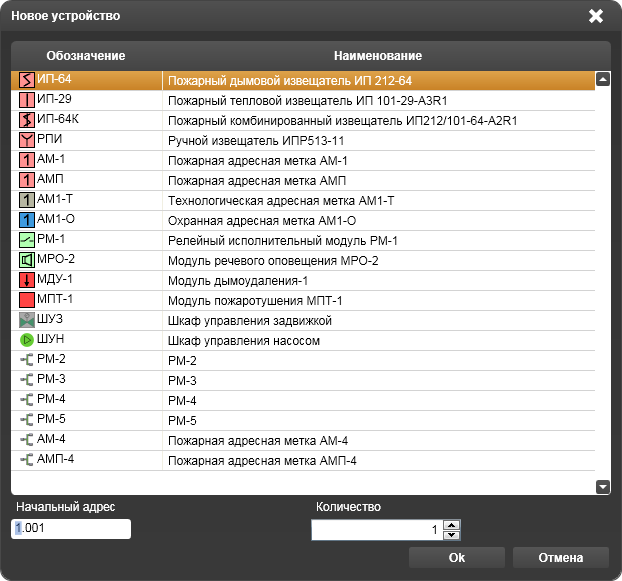 Новое устройство
Обозначение Наименование
ИП-64 Пожарный дымовой извещатель ИП 212-64
ИП-29 Пожарный тепловой извещатель ИП 101-29-A3R1
ИП-64К Пожарный комбинированный извещатель ИП212/101-64-A2R1
РПИ Ручной извещатель ИПР513-11
1 АМ-1 Пожарная адресная метка АМ-1
1 АМП Пожарная адресная метка АМП
1 АМ1-Т Технологическая адресная метка АМ1-Т
1 АМ1-О Охранная адресная метка АМ1-О
РМ-1 Релейный исполнительный модуль РМ-1
МРО-2 Модуль речевого оповещения МРО-2
МДУ-1 Модуль дымоудаления-1
МПТ-1 Модуль пожаротушения МПТ-1
ШУЗ Шкаф управления задвижкой
ШУН Шкаф управления насосом
РМ-2 РМ-2
РМ-3 РМ-3
РМ-4 РМ-4
РМ-5 РМ-5
АМ-4 Пожарная адресная метка АМ-4
АМП-4 Пожарная адресная метка АМП-4
Начальный адрес Количество
1.001 1
Ok Отмена